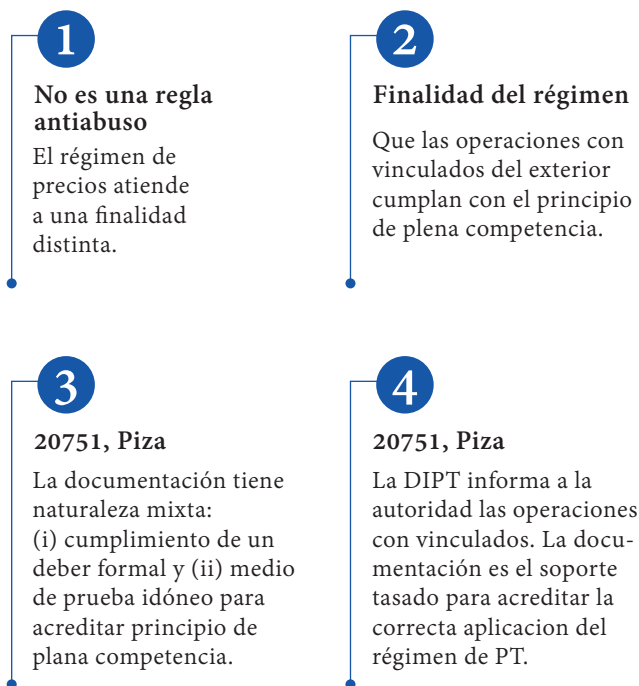 1
No es una regla
antiabuso
El régimen de
precios atiende
a una finalidad
distinta.
2
Finalidad del régimen
Que las operaciones con
vinculados del exterior
cumplan con el principio
de plena competencia.
3
20751, Piza
La documentación tiene
naturaleza mixta:
(i) cumplimiento de un
deber formal y (ii) medio
de prueba idóneo para
acreditar principio de
plana competencia.
4
20751, Piza
La DIPT informa a la
autoridad las operaciones
con vinculados. La docu-
mentación es el soporte
tasado para acreditar la
correcta aplicacion del
régimen de PT.